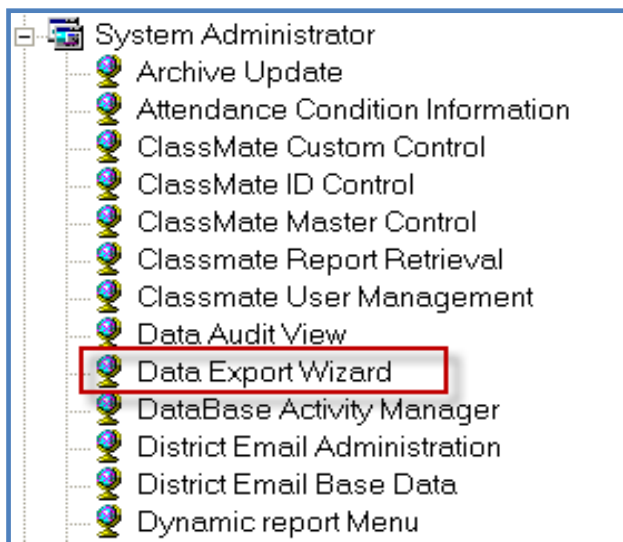 System Administrator
Archive Update
Attendance Condition Information
ClassMate Custom Control
ClassMate ID Control
ClassMate Master Control
Classmate Report Retrieval
Classmate User Management
Data Audit View
Data Export Wizard
DataBase Activity Manager
District Email Administration
District Email Base Data
Dynamic report Menu